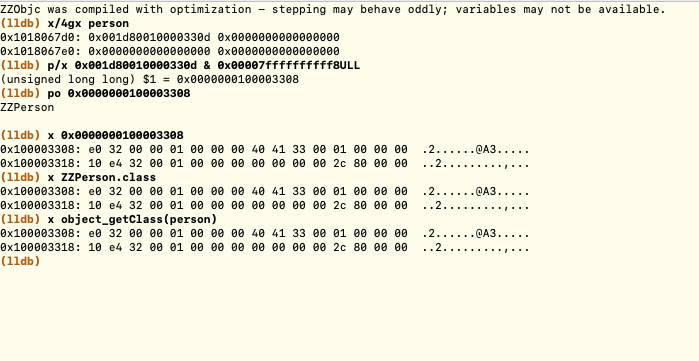 ZZObjc was compiled with optimization – stepping may behave oddly; variables may not be available.
(lldb) x/4gx person
0x1018067d0: 0x001d80010000330d 0x0000000000000000
0x1018067e0: 0x0000000000000000 0x0000000000000000
(lldb) p/x 0x001d80010000330d & 0x00007ffffffffff8ULL
(unsigned long long) $1 = 0x0000000100003308
(lldb) po 0x0000000100003308
ZZPerson
(lldb) x 0x0000000100003308
0x100003308: e0 32 00 00 01 00 00 00 40 41 33 00 01 00 00 00 .2......@A3.....
0x100003318: 10 e4 32 00 01 00 00 00 00 00 00 00 2c 80 00 00 ..2.........,...
(lldb) x ZZPerson.class
0x100003308: e0 32 00 00 01 00 00 00 40 41 33 00 01 00 00 00 .2......@A3.....
0x100003318: 10 e4 32 00 01 00 00 00 00 00 00 00 2c 80 00 00 ..2.........,...
(lldb) x object_getClass(person)
0x100003308: e0 32 00 00 01 00 00 00 40 41 33 00 01 00 00 00 .2......@A3.....
0x100003318: 10 e4 32 00 01 00 00 00 00 00 00 00 2c 80 00 00 ..2.........,...
(lldb)